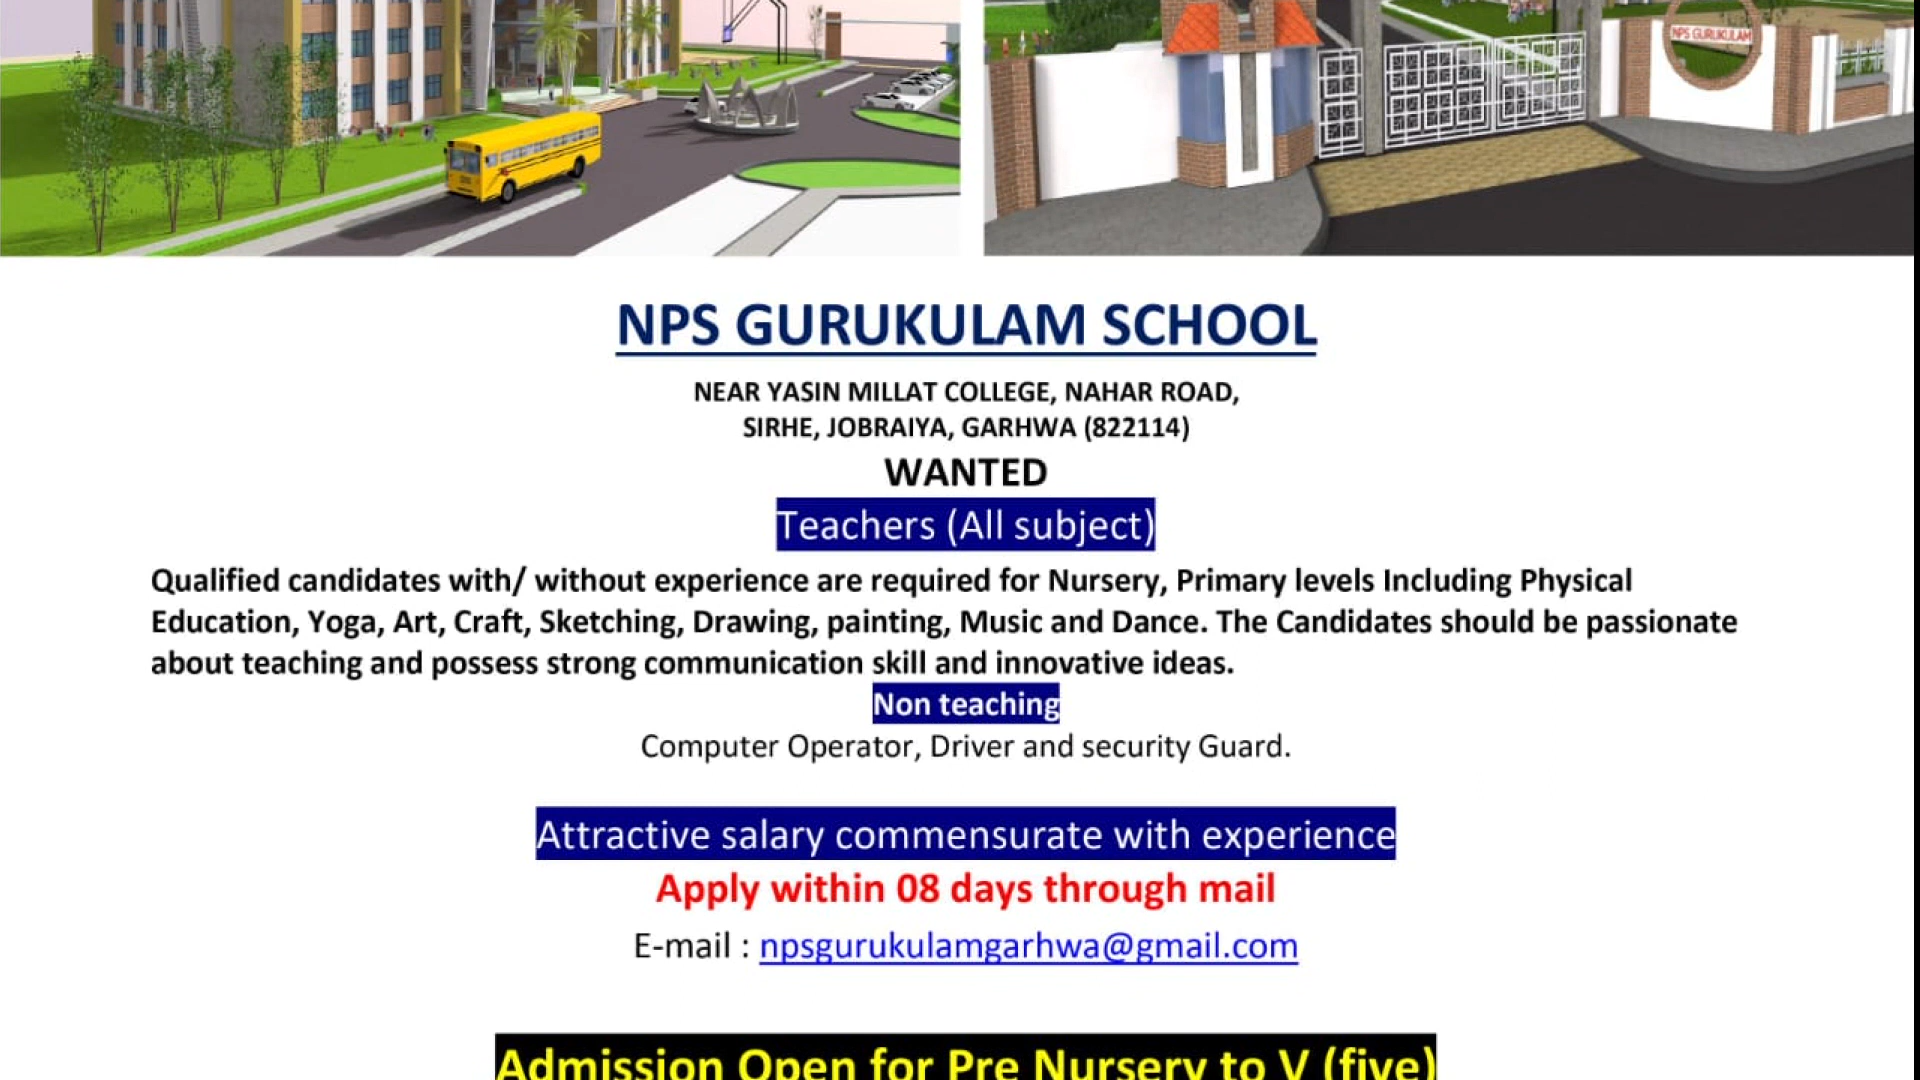 NPS GURUKULAM
NPS GURUKULAM SCHOOL
NEAR YASIN MILLAT COLLEGE, NAHAR ROAD,
SIRHE, JOBRAIYA, GARHWA (822114)
WANTED
Teachers (All subject)
Qualified candidates with/ without experience are required for Nursery, Primary levels Including Physical
Education, Yoga, Art, Craft, Sketching, Drawing, painting, Music and Dance. The Candidates should be passionate
about teaching and possess strong communication skill and innovative ideas.
Non teaching
Computer Operator, Driver and security Guard.
Attractive salary commensurate with experience
Apply within 08 days through mail
E-mail : npsgurukulamgarhwa@gmail.com
Admission Open for Pre Nursery to V (five)